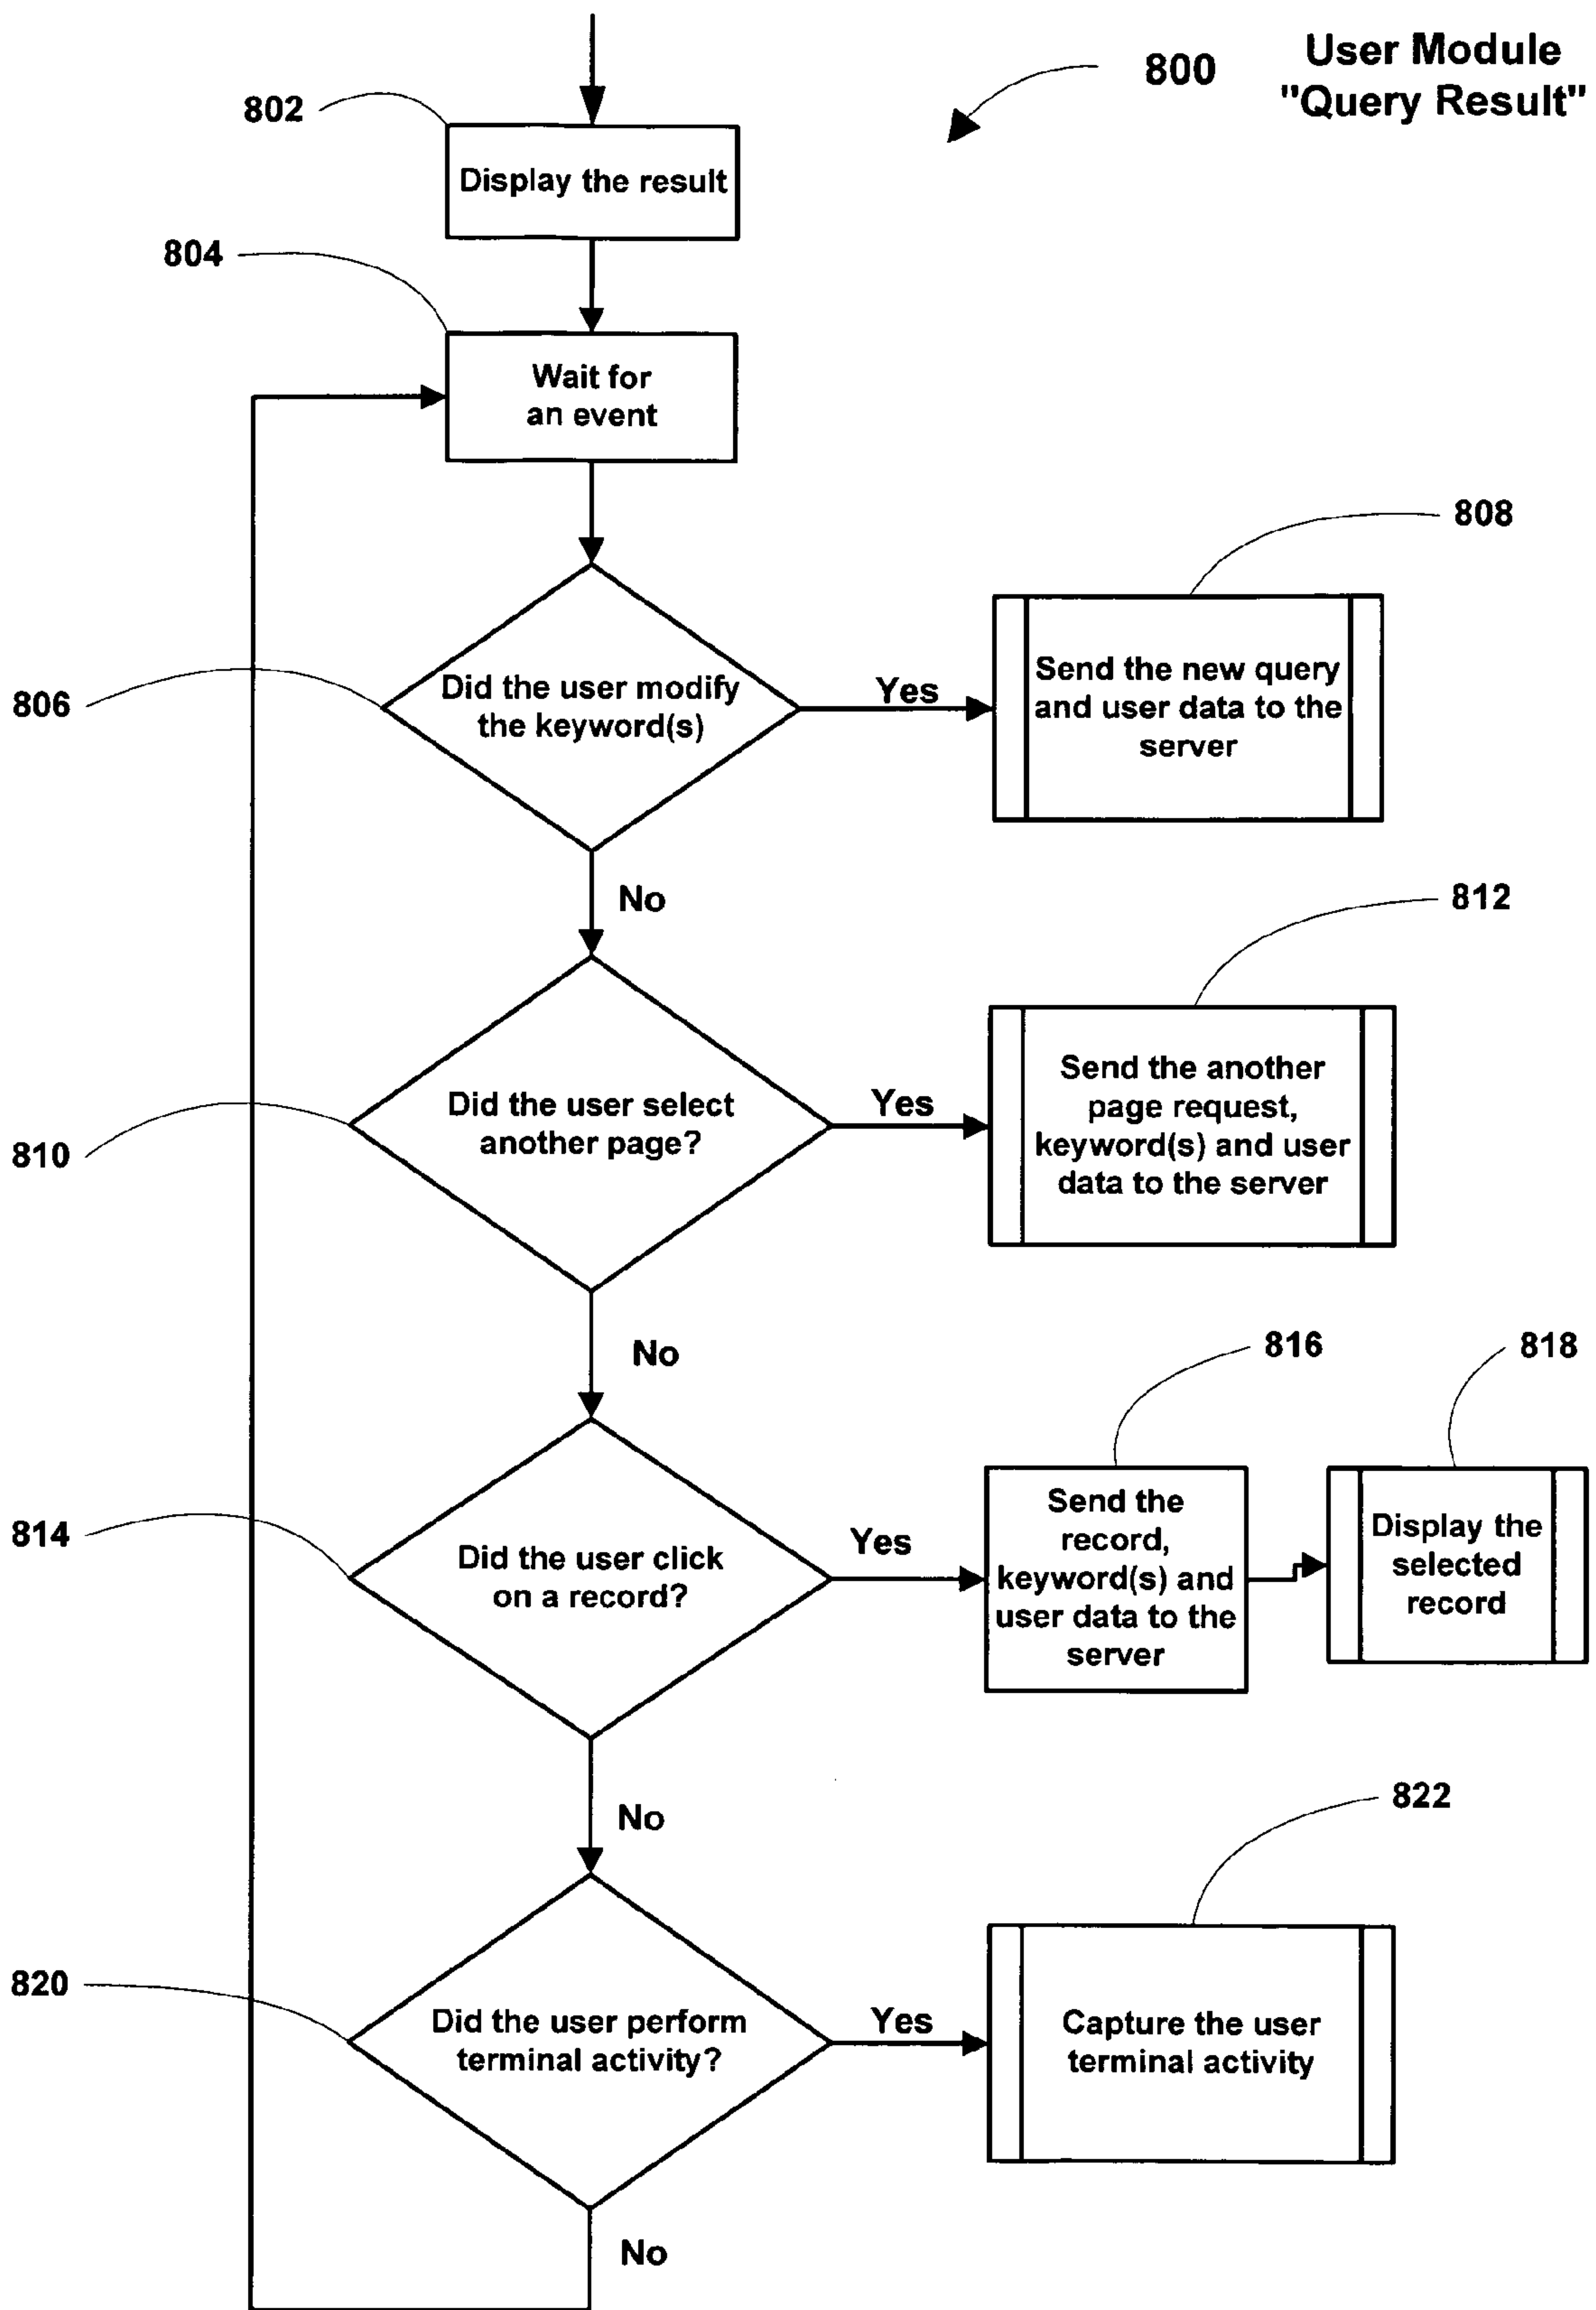 800
User Module
"Query Result"
802
Display the result
804
Wait for
an event
806
Did the user modify
the keyword(s)
Yes
808
Send the new query
and user data to the
server
No
810
Did the user select
another page?
Yes
812
Send the another
page request,
keyword(s) and user
data to the server
No
814
Did the user click
on a record?
Yes
816
Send the
record,
keyword(s) and
user data to the
server
818
Display the
selected
record
No
820
Did the user perform
terminal activity?
Yes
822
Capture the user
terminal activity
No